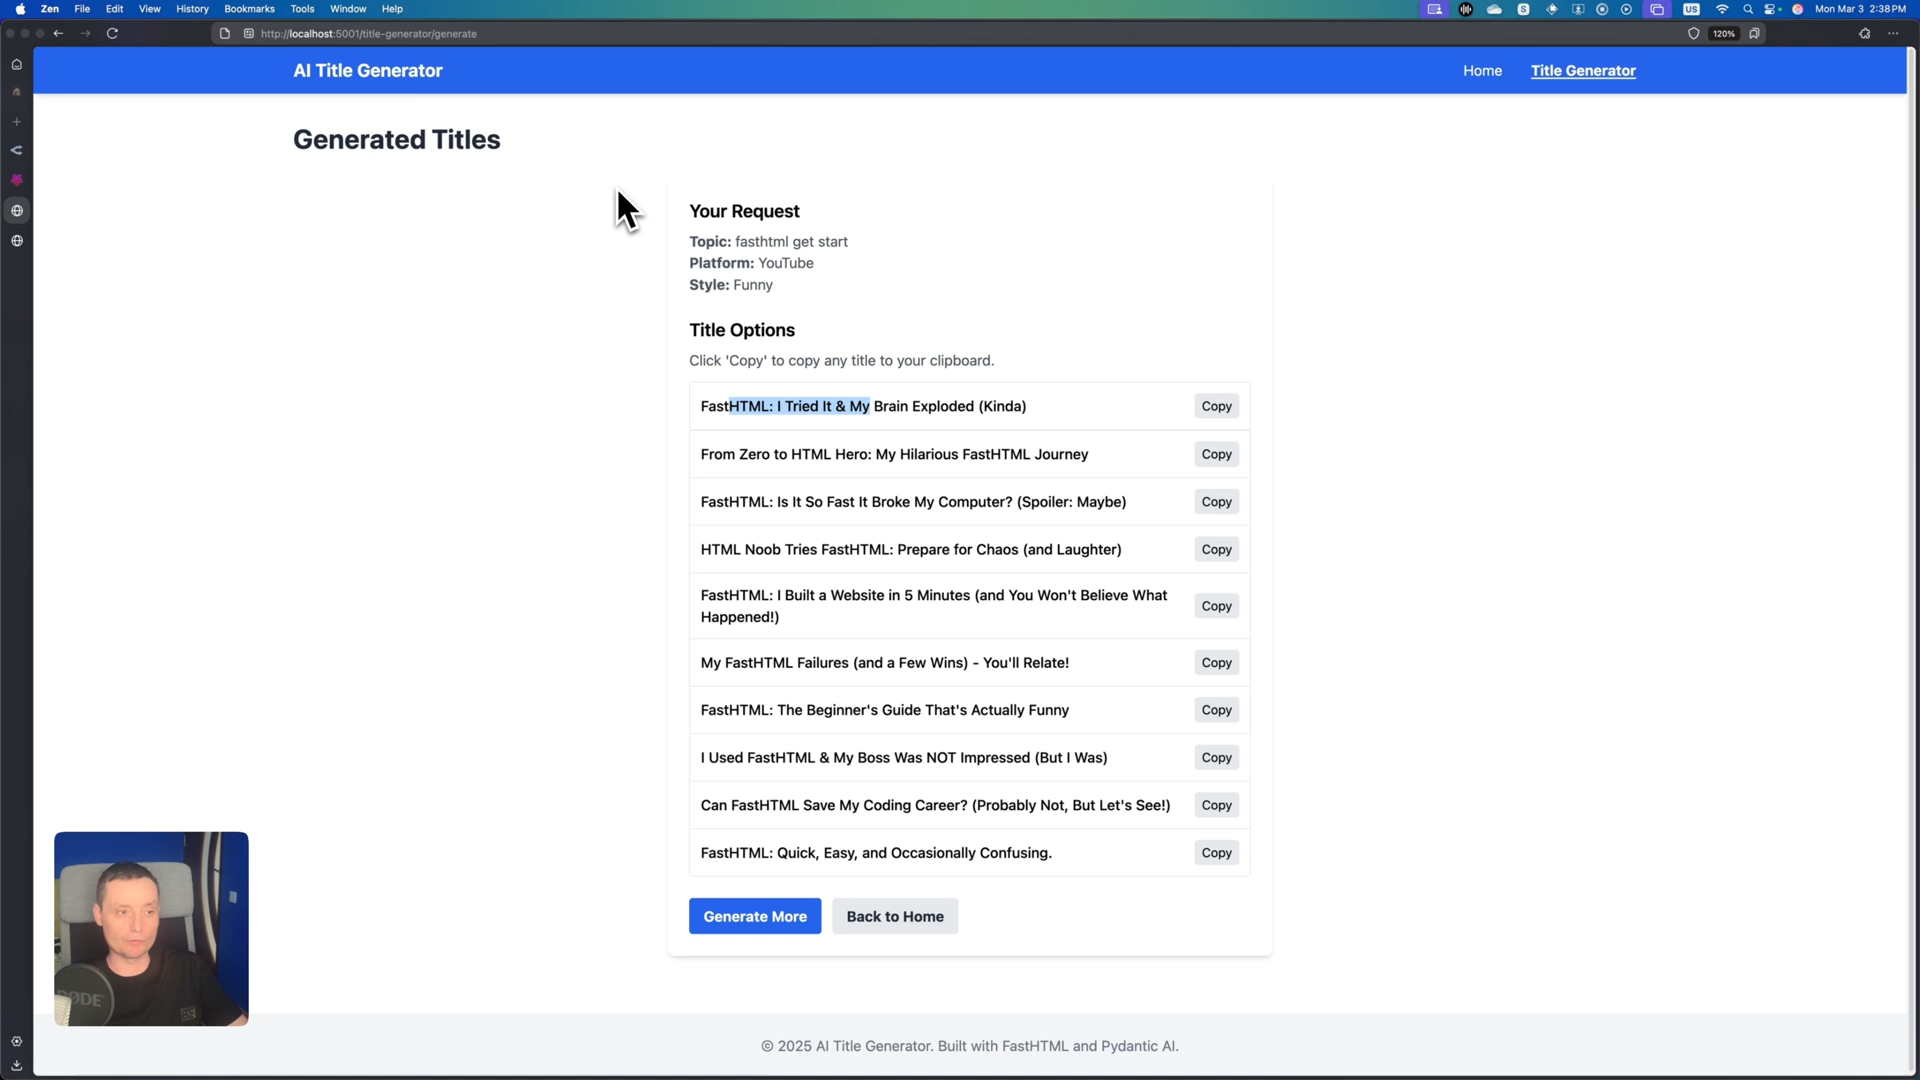 Zen File Edit View History Bookmarks Tools Window Help
S US Mon Mar 3 2:38 PM
http://localhost:5001/title-generator/generate
120%
AI Title Generator
Home Title Generator
Generated Titles
Your Request
Topic: fasthtml get start
Platform: YouTube
Style: Funny
Title Options
Click 'Copy' to copy any title to your clipboard.
FastHTML: I Tried It & My Brain Exploded (Kinda) Copy
From Zero to HTML Hero: My Hilarious FastHTML Journey Copy
FastHTML: Is It So Fast It Broke My Computer? (Spoiler: Maybe) Copy
HTML Noob Tries FastHTML: Prepare for Chaos (and Laughter) Copy
FastHTML: I Built a Website in 5 Minutes (and You Won't Believe What
Happened!) Copy
My FastHTML Failures (and a Few Wins) - You'll Relate! Copy
FastHTML: The Beginner's Guide That's Actually Funny Copy
I Used FastHTML & My Boss Was NOT Impressed (But I Was) Copy
Can FastHTML Save My Coding Career? (Probably Not, But Let's See!) Copy
FastHTML: Quick, Easy, and Occasionally Confusing. Copy
Generate More Back to Home
RØDE
© 2025 AI Title Generator. Built with FastHTML and Pydantic AI.